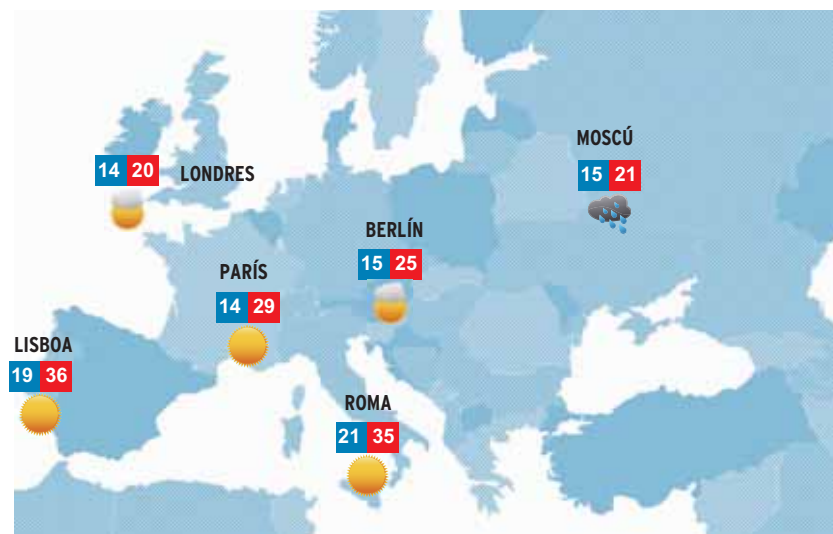 MOSCÚ
15 21
14 20
LONDRES
BERLÍN
15 25
PARÍS
14 29
LISBOA
19 36
ROMA
21 35